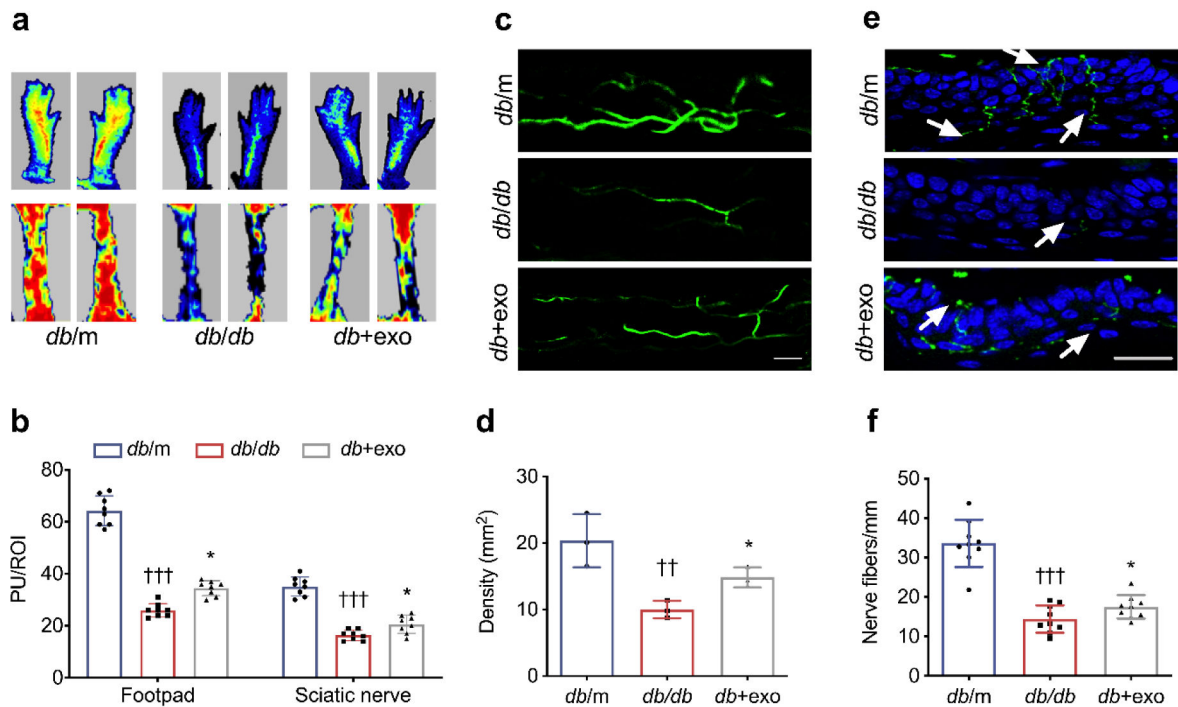 a
db/m
db/db
db+exo
b
db/m
db/db
db+exo
PU/ROI
80
60
40
20
0
†††
*
†††
*
Footpad
Sciatic nerve
c
db/m
db/db
db+exo
d
Density (mm²)
30
20
10
0
††
*
db/m
db/db
db+exo
e
db/m
db/db
db+exo
f
Nerve fibers/mm
50
40
30
20
10
0
†††
*
db/m
db/db
db+exo